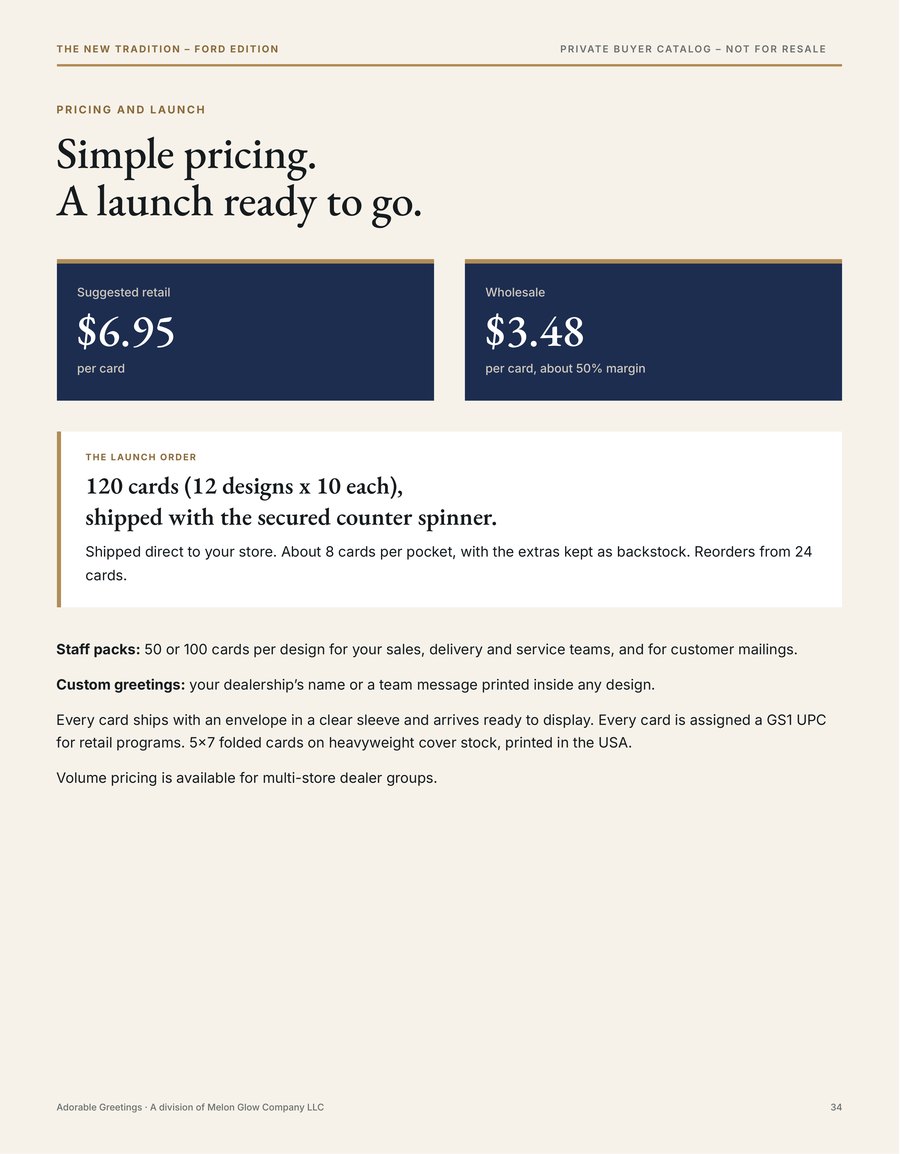 THE NEW TRADITION – FORD EDITION
PRIVATE BUYER CATALOG – NOT FOR RESALE
PRICING AND LAUNCH
Simple pricing.
A launch ready to go.
Suggested retail
$6.95
per card
Wholesale
$3.48
per card, about 50% margin
THE LAUNCH ORDER
120 cards (12 designs x 10 each),
shipped with the secured counter spinner.
Shipped direct to your store. About 8 cards per pocket, with the extras kept as backstock. Reorders from 24
cards.
Staff packs: 50 or 100 cards per design for your sales, delivery and service teams, and for customer mailings.
Custom greetings: your dealership’s name or a team message printed inside any design.
Every card ships with an envelope in a clear sleeve and arrives ready to display. Every card is assigned a GS1 UPC
for retail programs. 5×7 folded cards on heavyweight cover stock, printed in the USA.
Volume pricing is available for multi-store dealer groups.
Adorable Greetings · A division of Melon Glow Company LLC
34